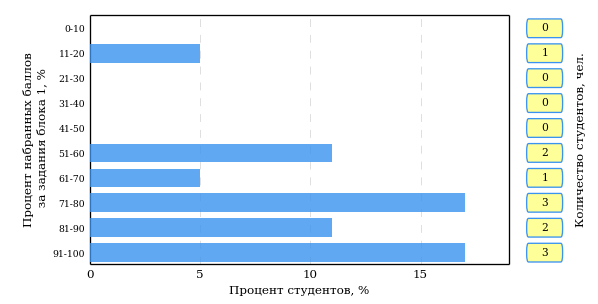 Процент набранных баллов
за задания блока 1, %
0-10 0
11-20 1
21-30 0
31-40 0
41-50 0
51-60 2
61-70 1
71-80 3
81-90 2
91-100 3
Количество студентов, чел.
0 5 10 15
Процент студентов, %